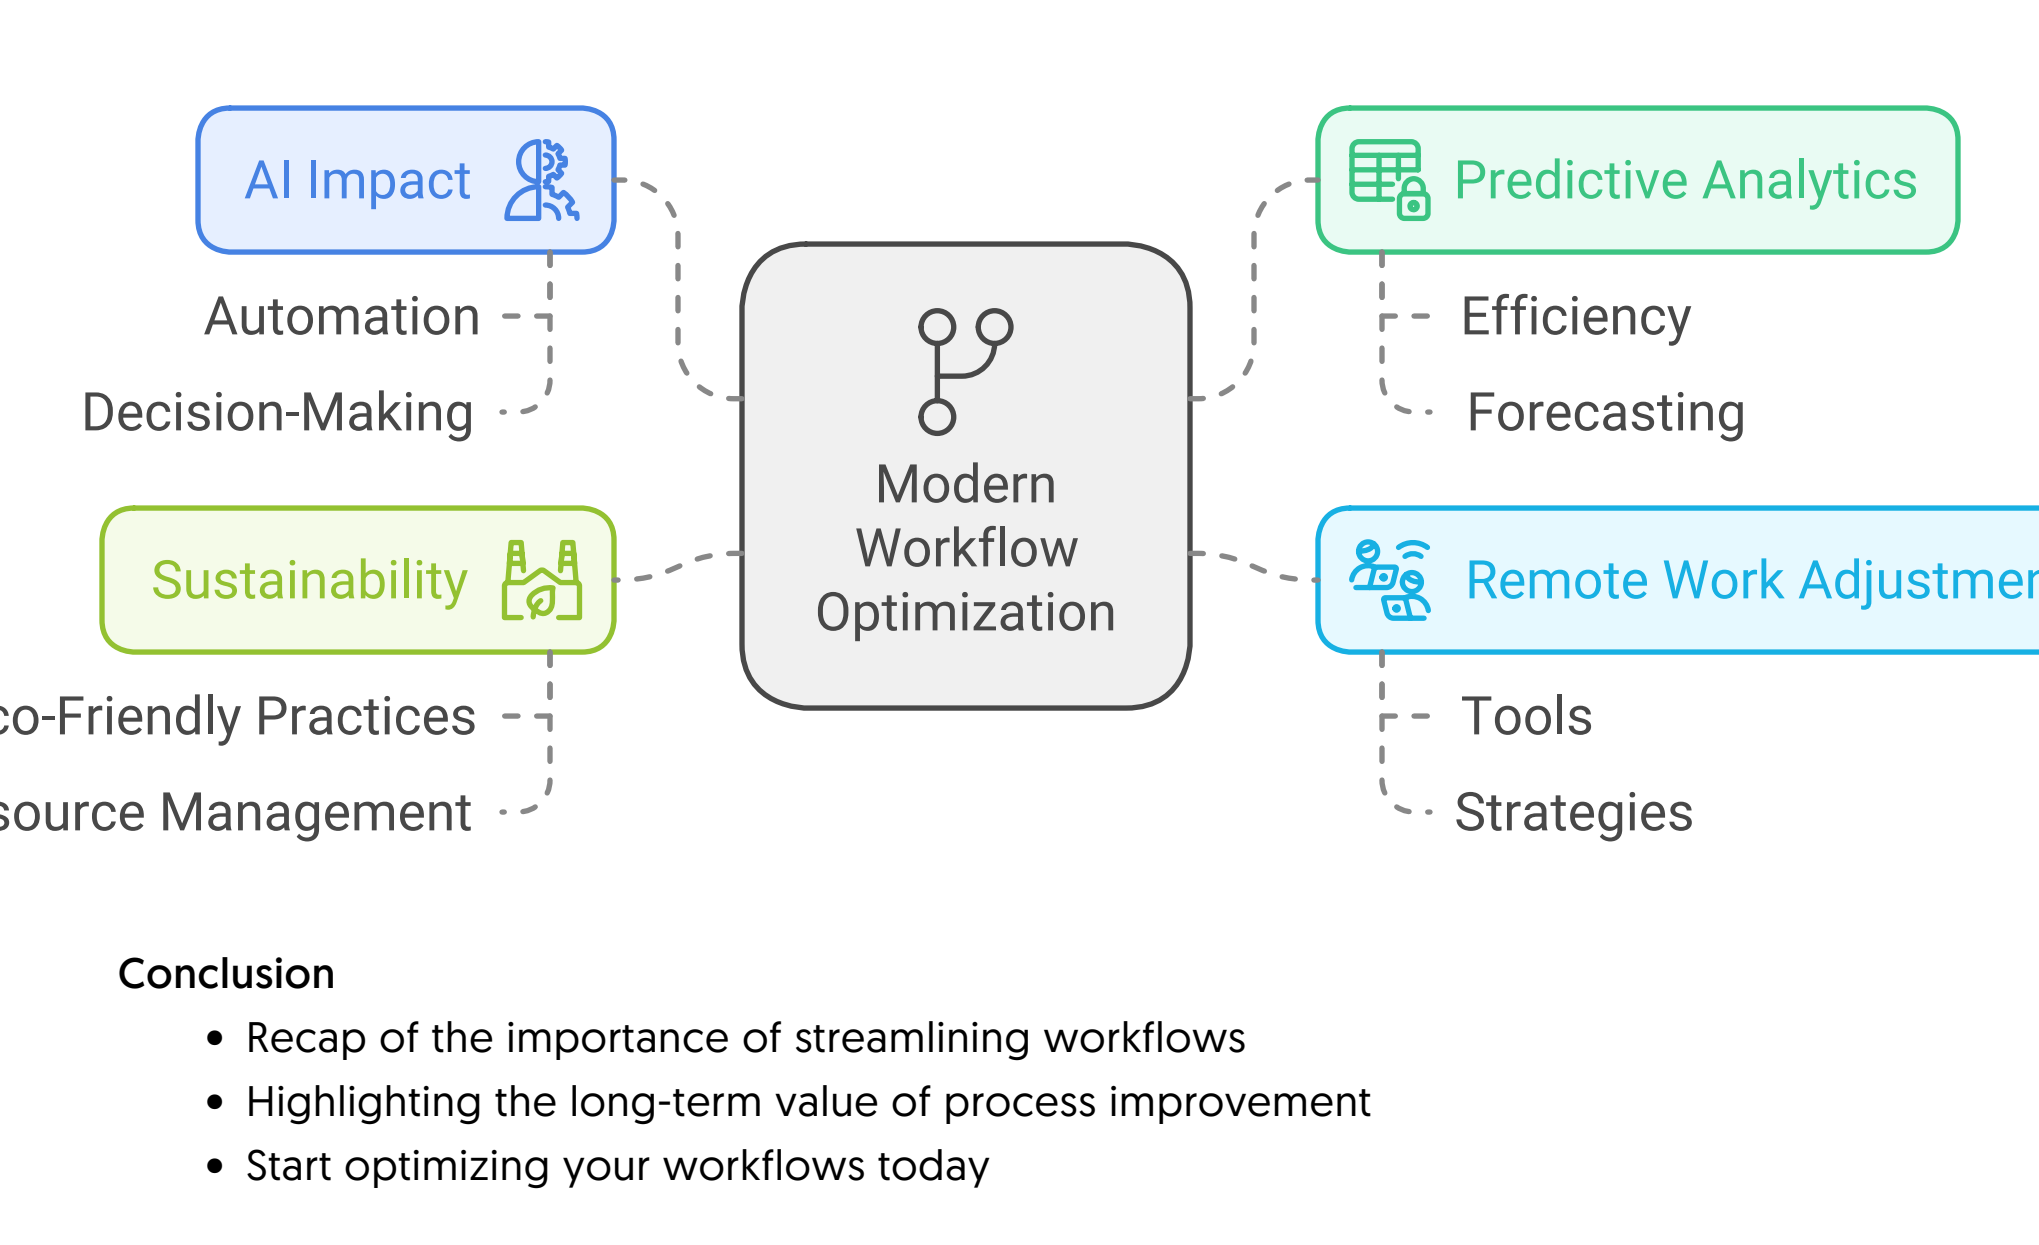 AI Impact
Automation
Decision-Making
Sustainability
co-Friendly Practices
source Management
Modern
Workflow
Optimization
Predictive Analytics
Efficiency
Forecasting
Remote Work Adjustmen
Tools
Strategies
Conclusion
• Recap of the importance of streamlining workflows
• Highlighting the long-term value of process improvement
• Start optimizing your workflows today